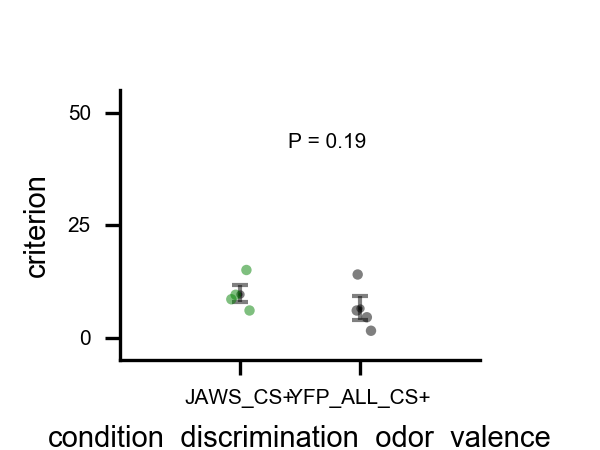 50
P = 0.19
25
criterion
0
JAWS_CS+
YFP_ALL_CS+
condition discrimination odor valence